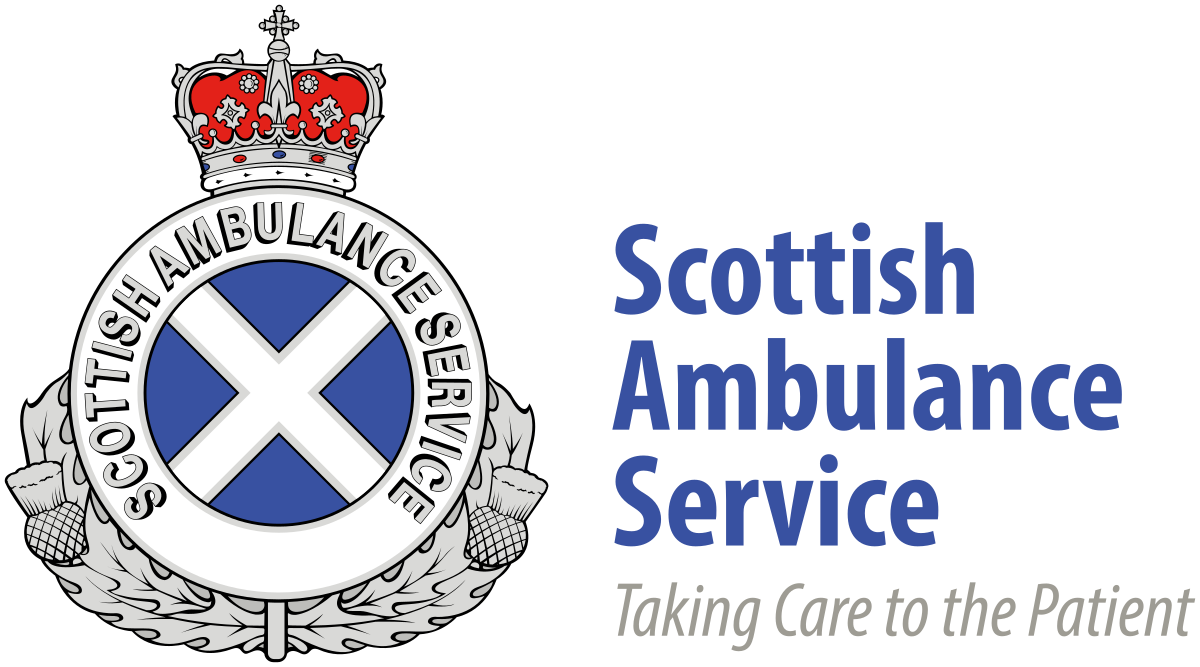 SCOTTISH AMBULANCE SERVICE
Scottish
Ambulance
Service
Taking Care to the Patient